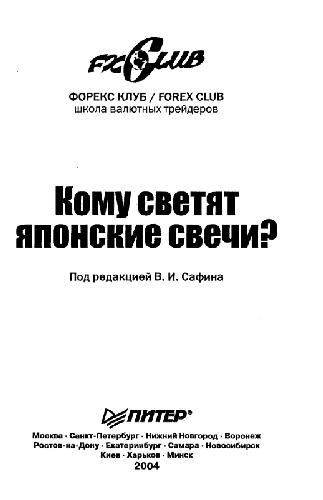 FX CLUB
ФОРЕКС КЛУБ / FOREX CLUB
школа валютных трейдеров
Кому светят
японские свечи?
Под редакцией В. И. Сафина
ПИТЕР®
Москва · Санкт-Петербург · Нижний Новгород · Воронеж
Ростов-на-Дону · Екатеринбург · Самара · Новосибирск
Киев · Харьков · Минск
2004